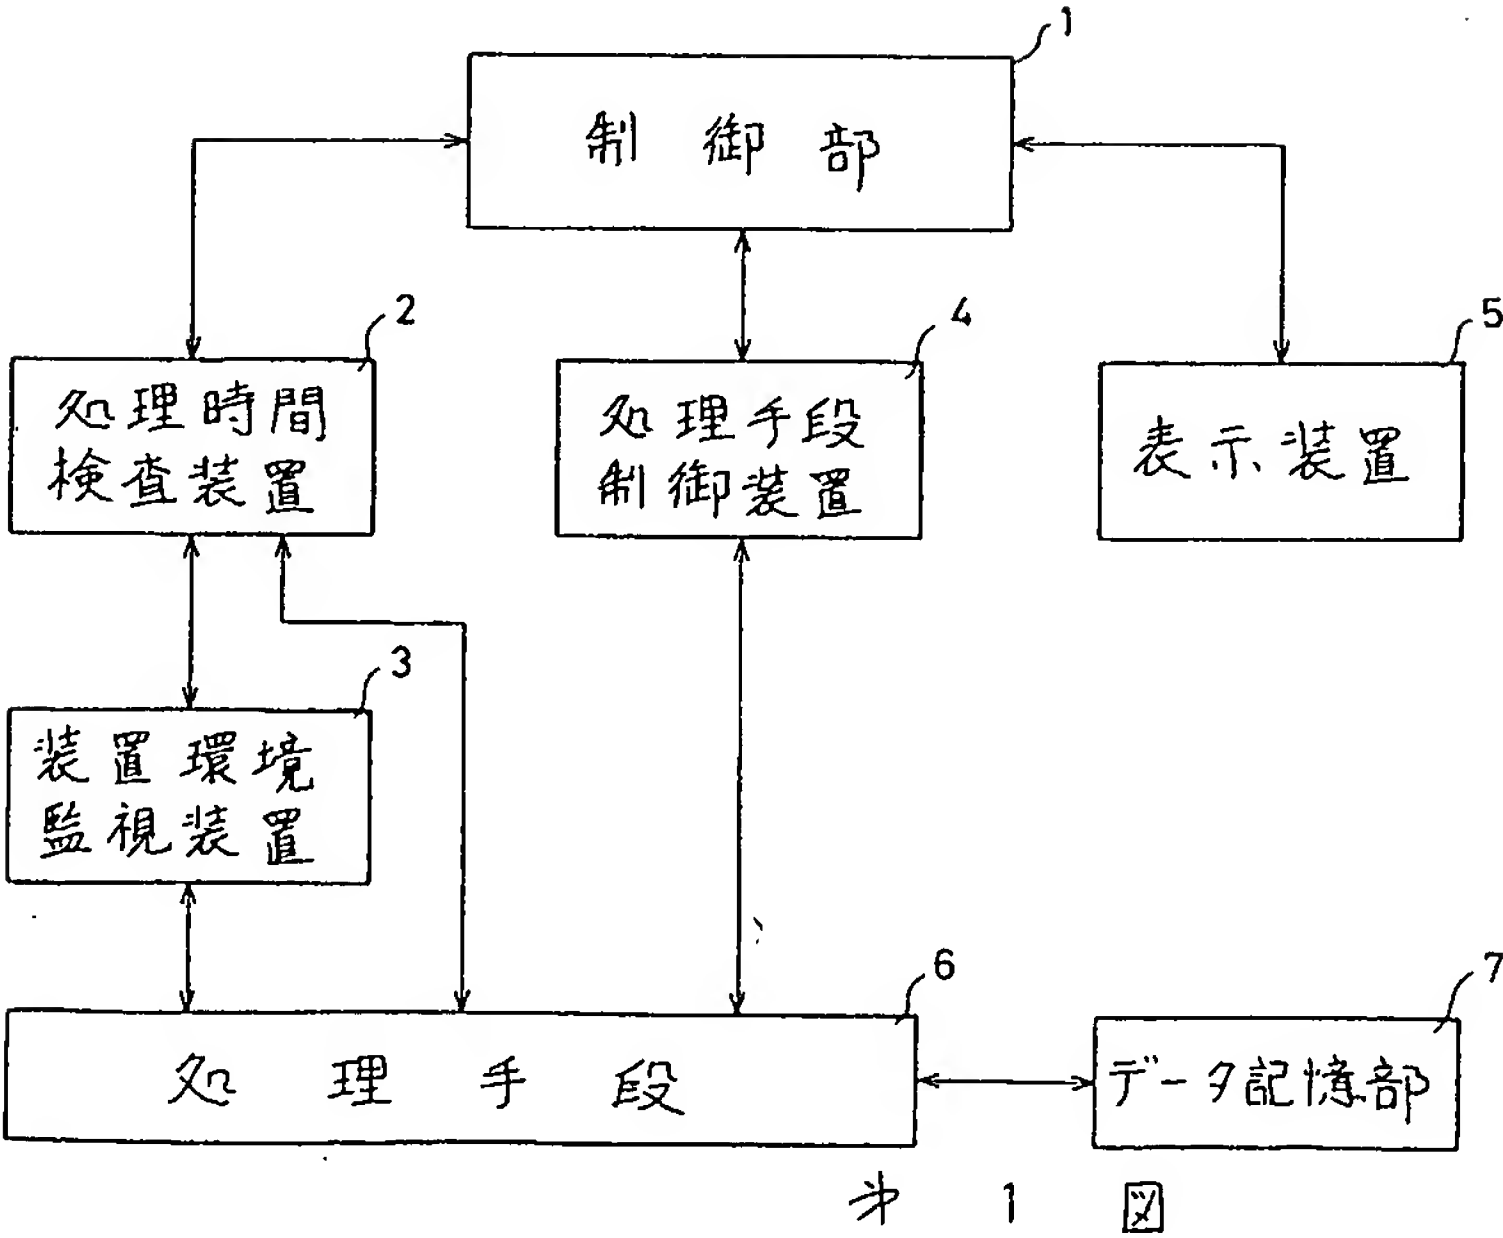 1
制御部
2
処理時間
検査装置
4
処理手段
制御装置
5
表示装置
3
装置環境
監視装置
6
処理手段
7
データ記憶部
第1図